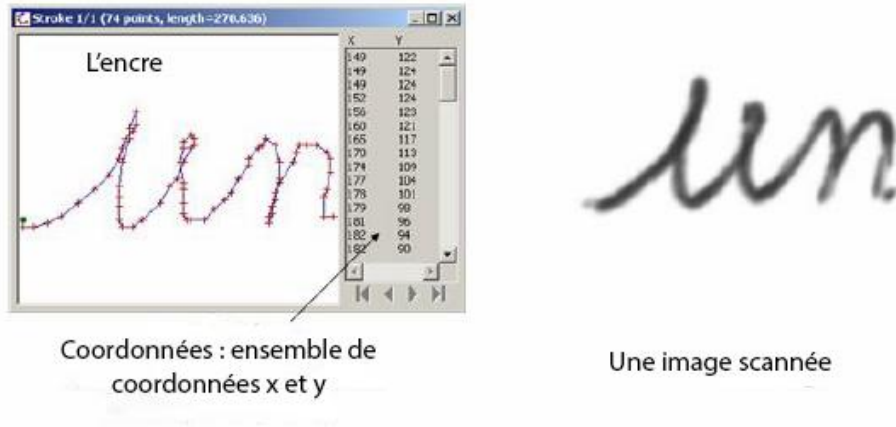 Stroke 1/1 (74 points, length=270.636)
L'encre
X Y
149 122
149 124
149 124
152 124
156 123
160 121
165 117
170 113
174 109
177 104
178 101
179 98
181 96
182 94
182 90
un
un
Coordonnées : ensemble de
coordonnées x et y
Une image scannée